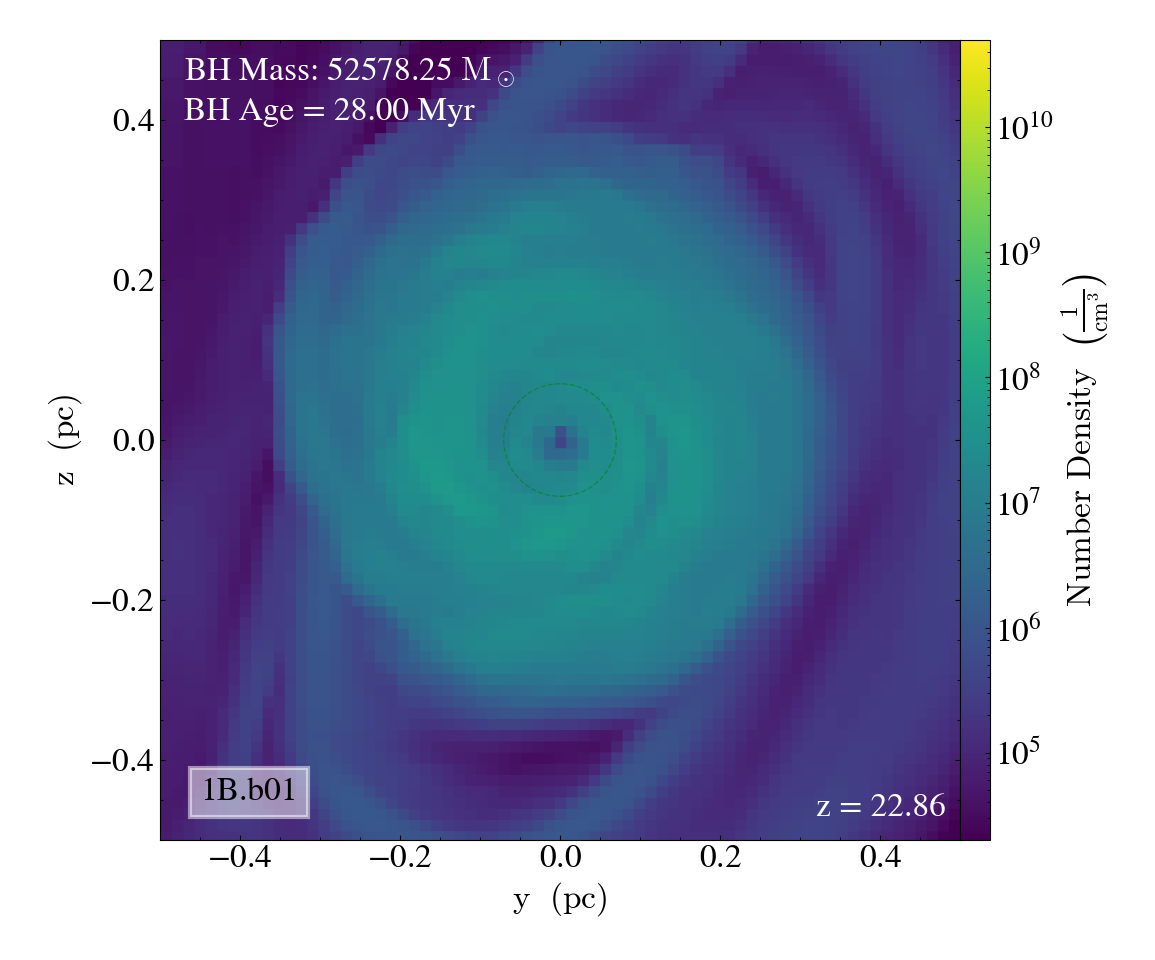 BH Mass: 52578.25 M⊙
BH Age = 28.00 Myr
0.4
0.2
0.0
−0.2
−0.4
z (pc)
1B.b01
z = 22.86
−0.4 −0.2 0.0 0.2 0.4
y (pc)
10^10
10^9
10^8
10^7
10^6
10^5
Number Density (1/cm^3)